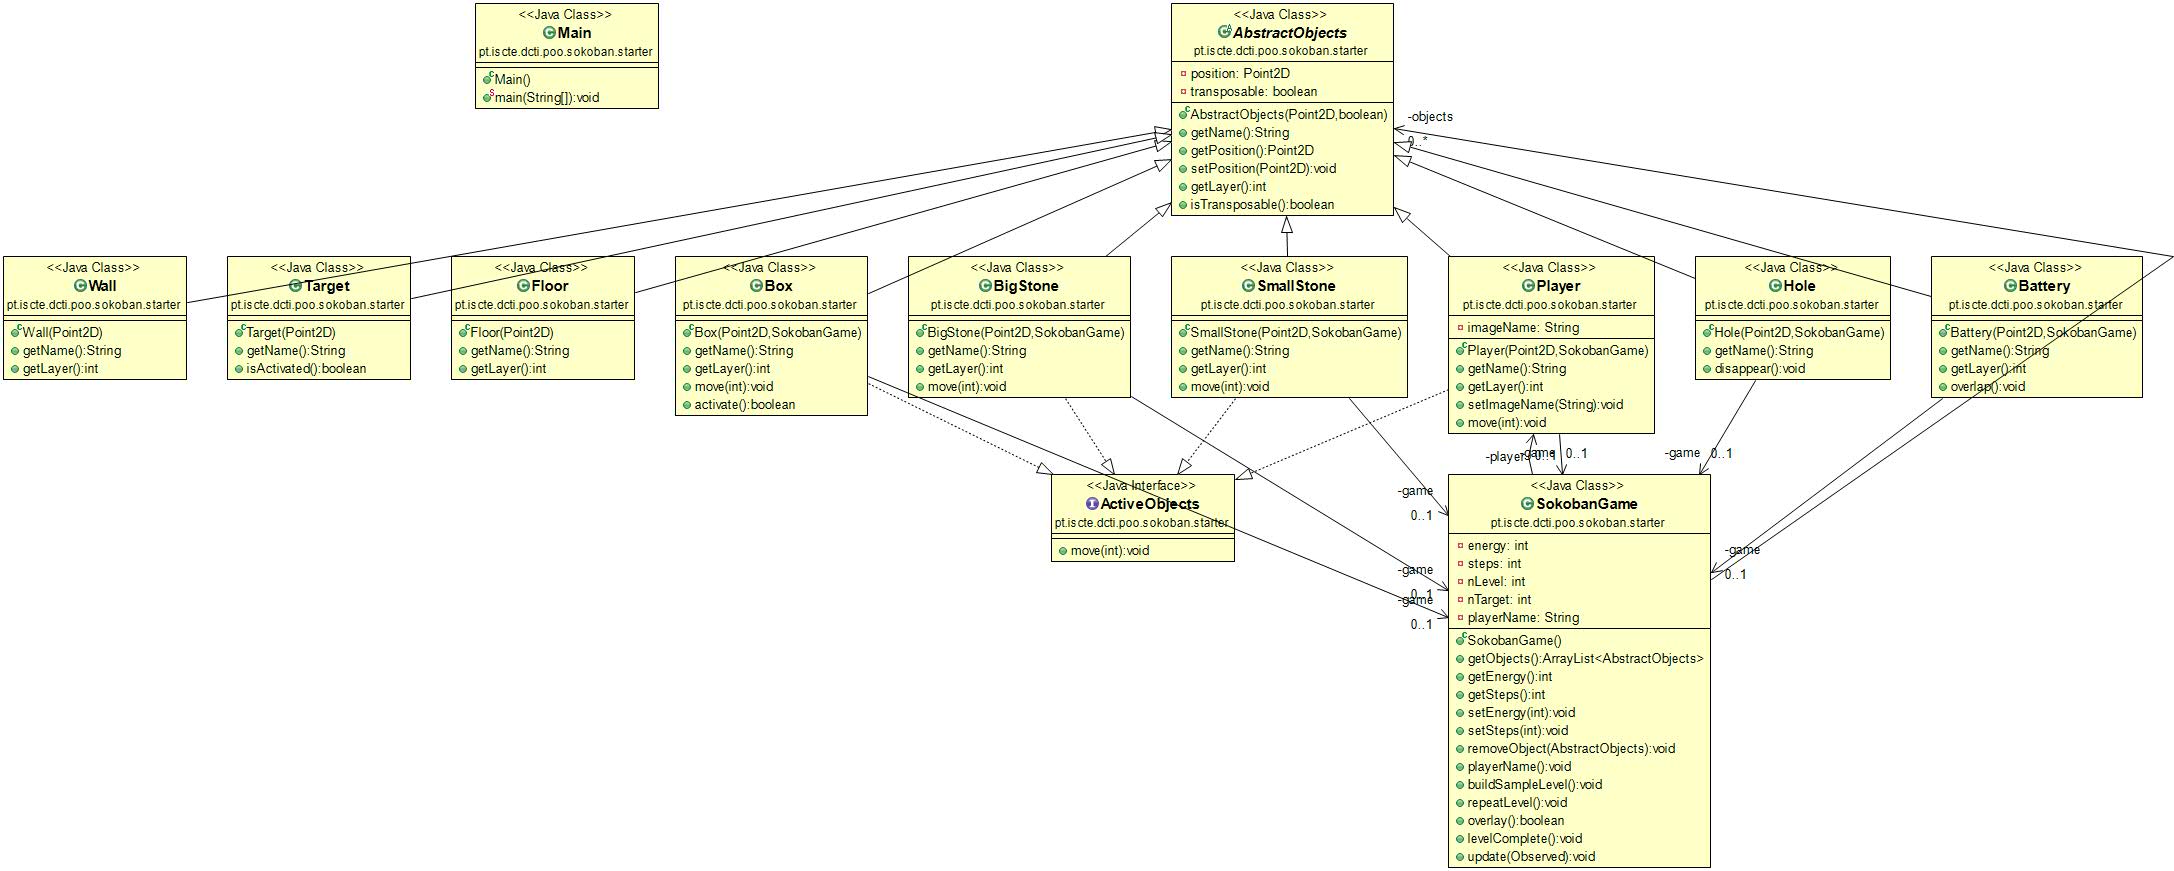 <<Java Class>>
Main
pt.iscte.dcti.poo.sokoban.starter
Main()
main(String[]):void
<<Java Class>>
AbstractObjects
pt.iscte.dcti.poo.sokoban.starter
position: Point2D
transposable: boolean
AbstractObjects(Point2D,boolean)
getName():String
getPosition():Point2D
setPosition(Point2D):void
getLayer():int
isTransposable():boolean
-objects
0..*
<<Java Class>>
Wall
pt.iscte.dcti.poo.sokoban.starter
Wall(Point2D)
getName():String
getLayer():int
<<Java Class>>
Target
pt.iscte.dcti.poo.sokoban.starter
Target(Point2D)
getName():String
isActivated():boolean
<<Java Class>>
Floor
pt.iscte.dcti.poo.sokoban.starter
Floor(Point2D)
getName():String
getLayer():int
<<Java Class>>
Box
pt.iscte.dcti.poo.sokoban.starter
Box(Point2D,SokobanGame)
getName():String
getLayer():int
move(int):void
activate():boolean
<<Java Class>>
BigStone
pt.iscte.dcti.poo.sokoban.starter
BigStone(Point2D,SokobanGame)
getName():String
getLayer():int
move(int):void
<<Java Class>>
SmallStone
pt.iscte.dcti.poo.sokoban.starter
SmallStone(Point2D,SokobanGame)
getName():String
getLayer():int
move(int):void
<<Java Class>>
Player
pt.iscte.dcti.poo.sokoban.starter
imageName: String
Player(Point2D,SokobanGame)
getName():String
getLayer():int
setImageName(String):void
move(int):void
<<Java Class>>
Hole
pt.iscte.dcti.poo.sokoban.starter
Hole(Point2D,SokobanGame)
getName():String
disappear():void
<<Java Class>>
Battery
pt.iscte.dcti.poo.sokoban.starter
Battery(Point2D,SokobanGame)
getName():String
getLayer():int
overlap():void
-player
0..1
-game
0..1
-game
0..1
<<Java Interface>>
ActiveObjects
pt.iscte.dcti.poo.sokoban.starter
move(int):void
-game
0..1
-game
0..1
-game
0..1
-game
0..1
<<Java Class>>
SokobanGame
pt.iscte.dcti.poo.sokoban.starter
energy: int
steps: int
nLevel: int
nTarget: int
playerName: String
SokobanGame()
getObjects():ArrayList<AbstractObjects>
getEnergy():int
getSteps():int
setEnergy(int):void
setSteps(int):void
removeObject(AbstractObjects):void
playerName():void
buildSampleLevel():void
repeatLevel():void
overlay():boolean
levelComplete():void
update(Observed):void